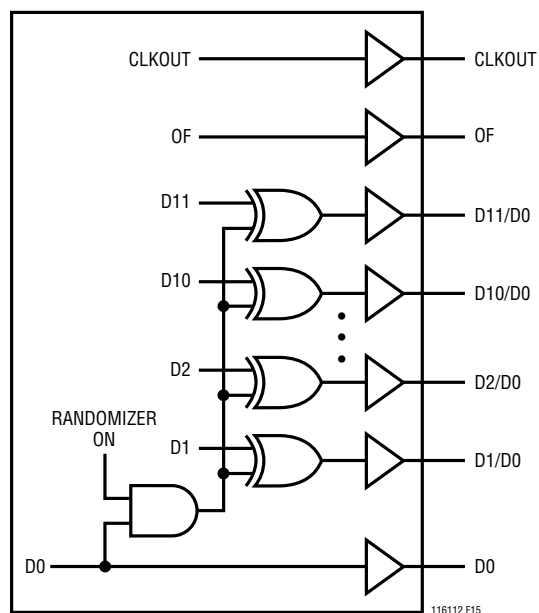 CLKOUT CLKOUT
OF OF
D11 D11/D0
D10 D10/D0
D2 D2/D0
RANDOMIZER
ON
D1 D1/D0
D0 D0
116112 F15